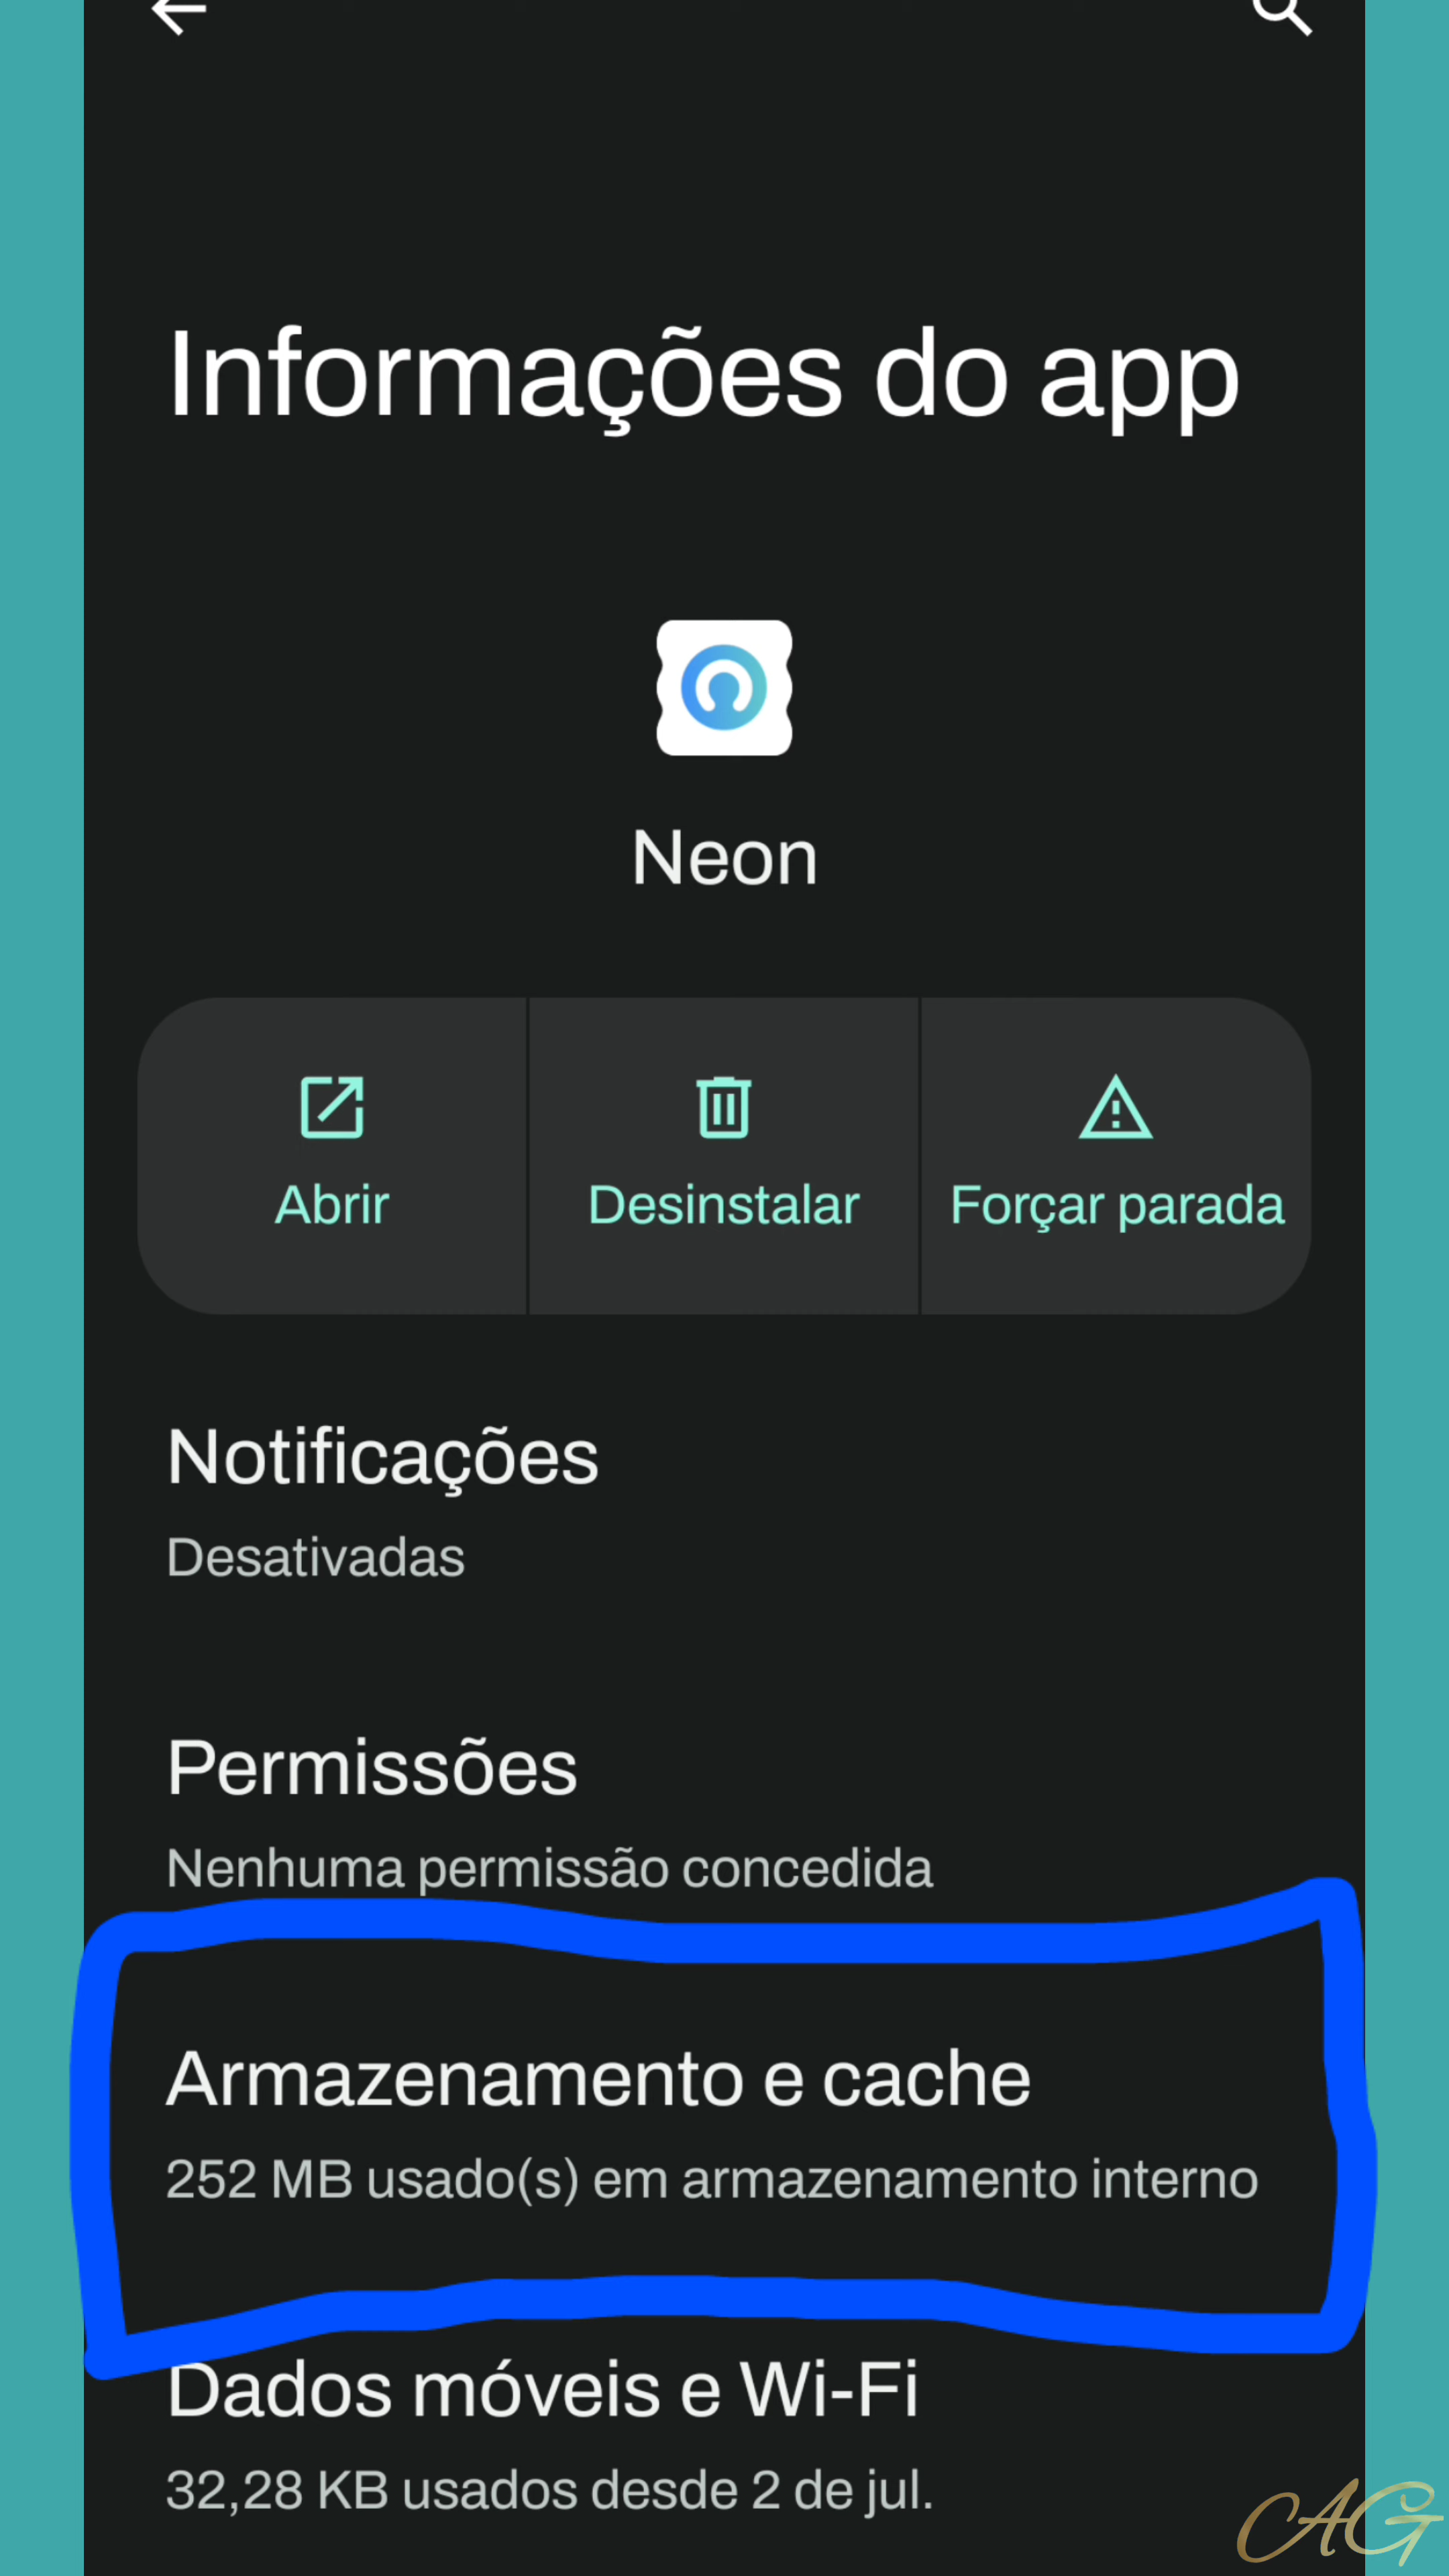 Informações do app
Neon
Abrir
Desinstalar
Forçar parada
Notificações
Desativadas
Permissões
Nenhuma permissão concedida
Armazenamento e cache
252 MB usado(s) em armazenamento interno
Dados móveis e Wi-Fi
32,28 KB usados desde 2 de jul.
AG